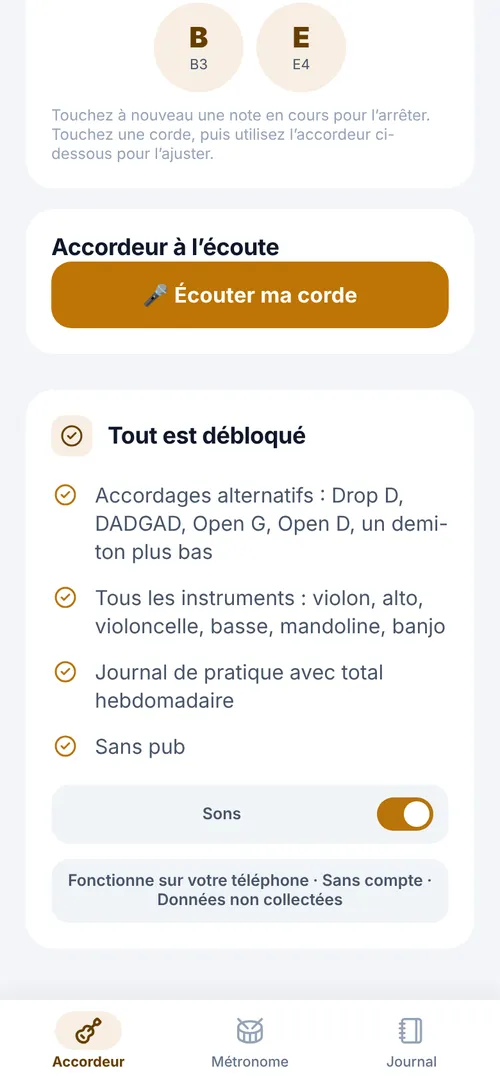 B
B3
E
E4
Touchez à nouveau une note en cours pour l’arrêter.
Touchez une corde, puis utilisez l’accordeur ci-
dessous pour l’ajuster.
Accordeur à l’écoute
🎤 Écouter ma corde
Tout est débloqué
Accordages alternatifs : Drop D,
DADGAD, Open G, Open D, un demi-
ton plus bas
Tous les instruments : violon, alto,
violoncelle, basse, mandoline, banjo
Journal de pratique avec total
hebdomadaire
Sans pub
Sons
Fonctionne sur votre téléphone · Sans compte ·
Données non collectées
Accordeur
Métronome
Journal